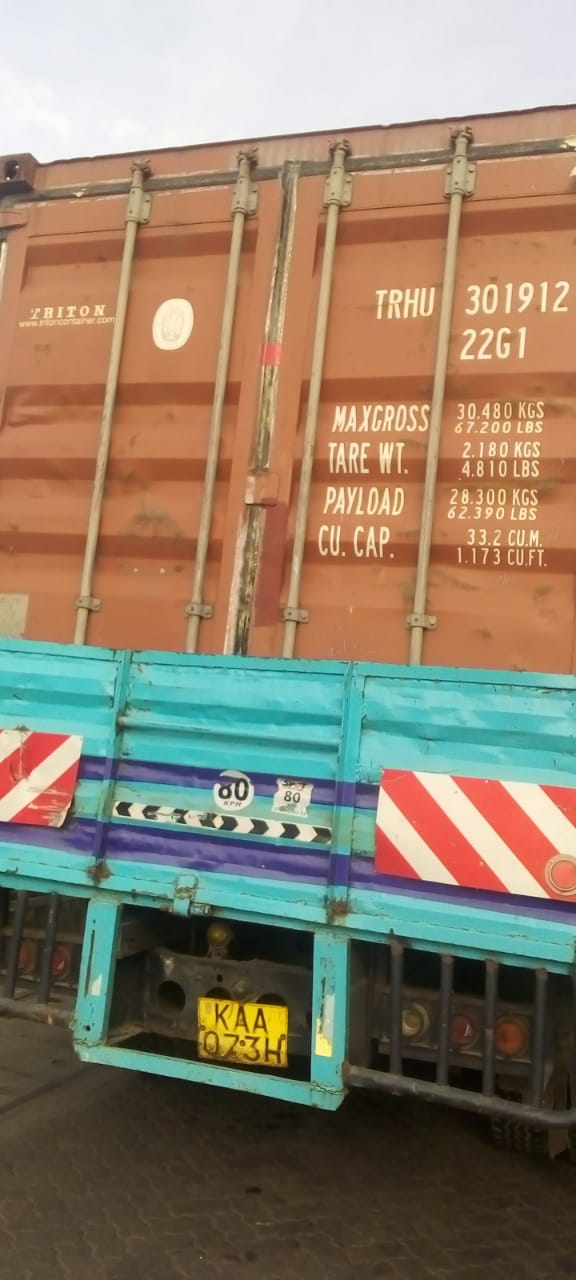 TRITON
www.tritoncontainer.com
TRHU 301912
22G1
MAXGROSS 30.480 KGS
67.200 LBS
TARE WT. 2.180 KGS
4.810 LBS
PAYLOAD 28.300 KGS
62.390 LBS
CU. CAP. 33.2 CU.M.
1.173 CU.FT.
80
KPH
80
KAA
073H